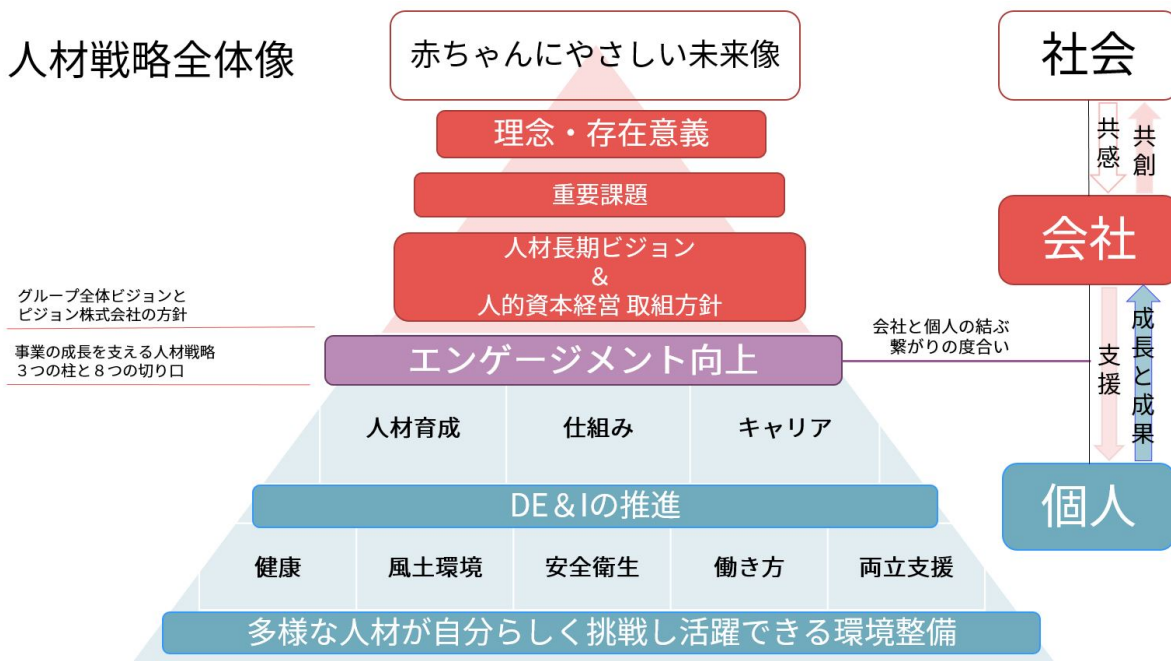 人材戦略全体像
赤ちゃんにやさしい未来像
理念・存在意義
重要課題
人材長期ビジョン
&
人的資本経営 取組方針
グループ全体ビジョンと
ピジョン株式会社の方針
事業の成長を支える人材戦略
3つの柱と8つの切り口
エンゲージメント向上
会社と個人の結ぶ
繋がりの度合い
人材育成
仕組み
キャリア
DE&Iの推進
健康
風土環境
安全衛生
働き方
両立支援
多様な人材が自分らしく挑戦し活躍できる環境整備
社会
共感
共創
会社
支援
成長と成果
個人